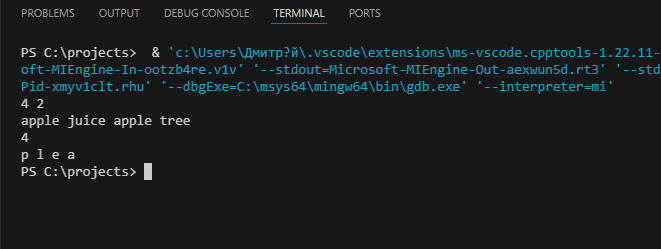 PROBLEMS OUTPUT DEBUG CONSOLE TERMINAL PORTS
PS C:\projects>  & 'c:\Users\Дмитр?й\.vscode\extensions\ms-vscode.cpptools-1.22.11-
oft-MIEngine-In-ootzb4re.v1v' '--stdout=Microsoft-MIEngine-Out-aexwun5d.rt3' '--std
Pid-xmyv1clt.rhu' '--dbgExe=C:\msys64\mingw64\bin\gdb.exe' '--interpreter=mi'
4 2
apple juice apple tree
4
p l e a
PS C:\projects>